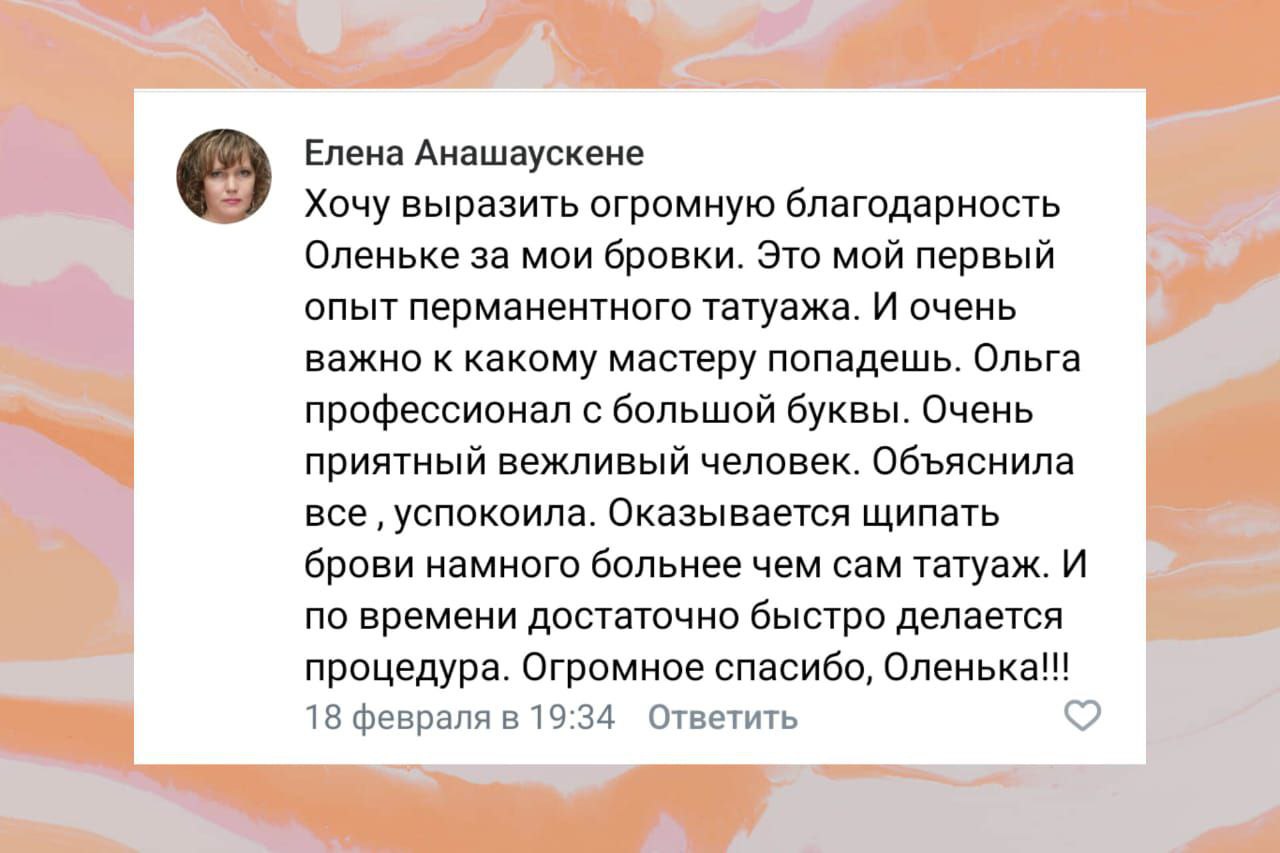 Елена Анашаускене
Хочу выразить огромную благодарность
Оленьке за мои бровки. Это мой первый
опыт перманентного татуажа. И очень
важно к какому мастеру попадешь. Ольга
профессионал с большой буквы. Очень
приятный вежливый человек. Объяснила
все , успокоила. Оказывается щипать
брови намного больнее чем сам татуаж. И
по времени достаточно быстро делается
процедура. Огромное спасибо, Оленька!!!
18 февраля в 19:34 Ответить